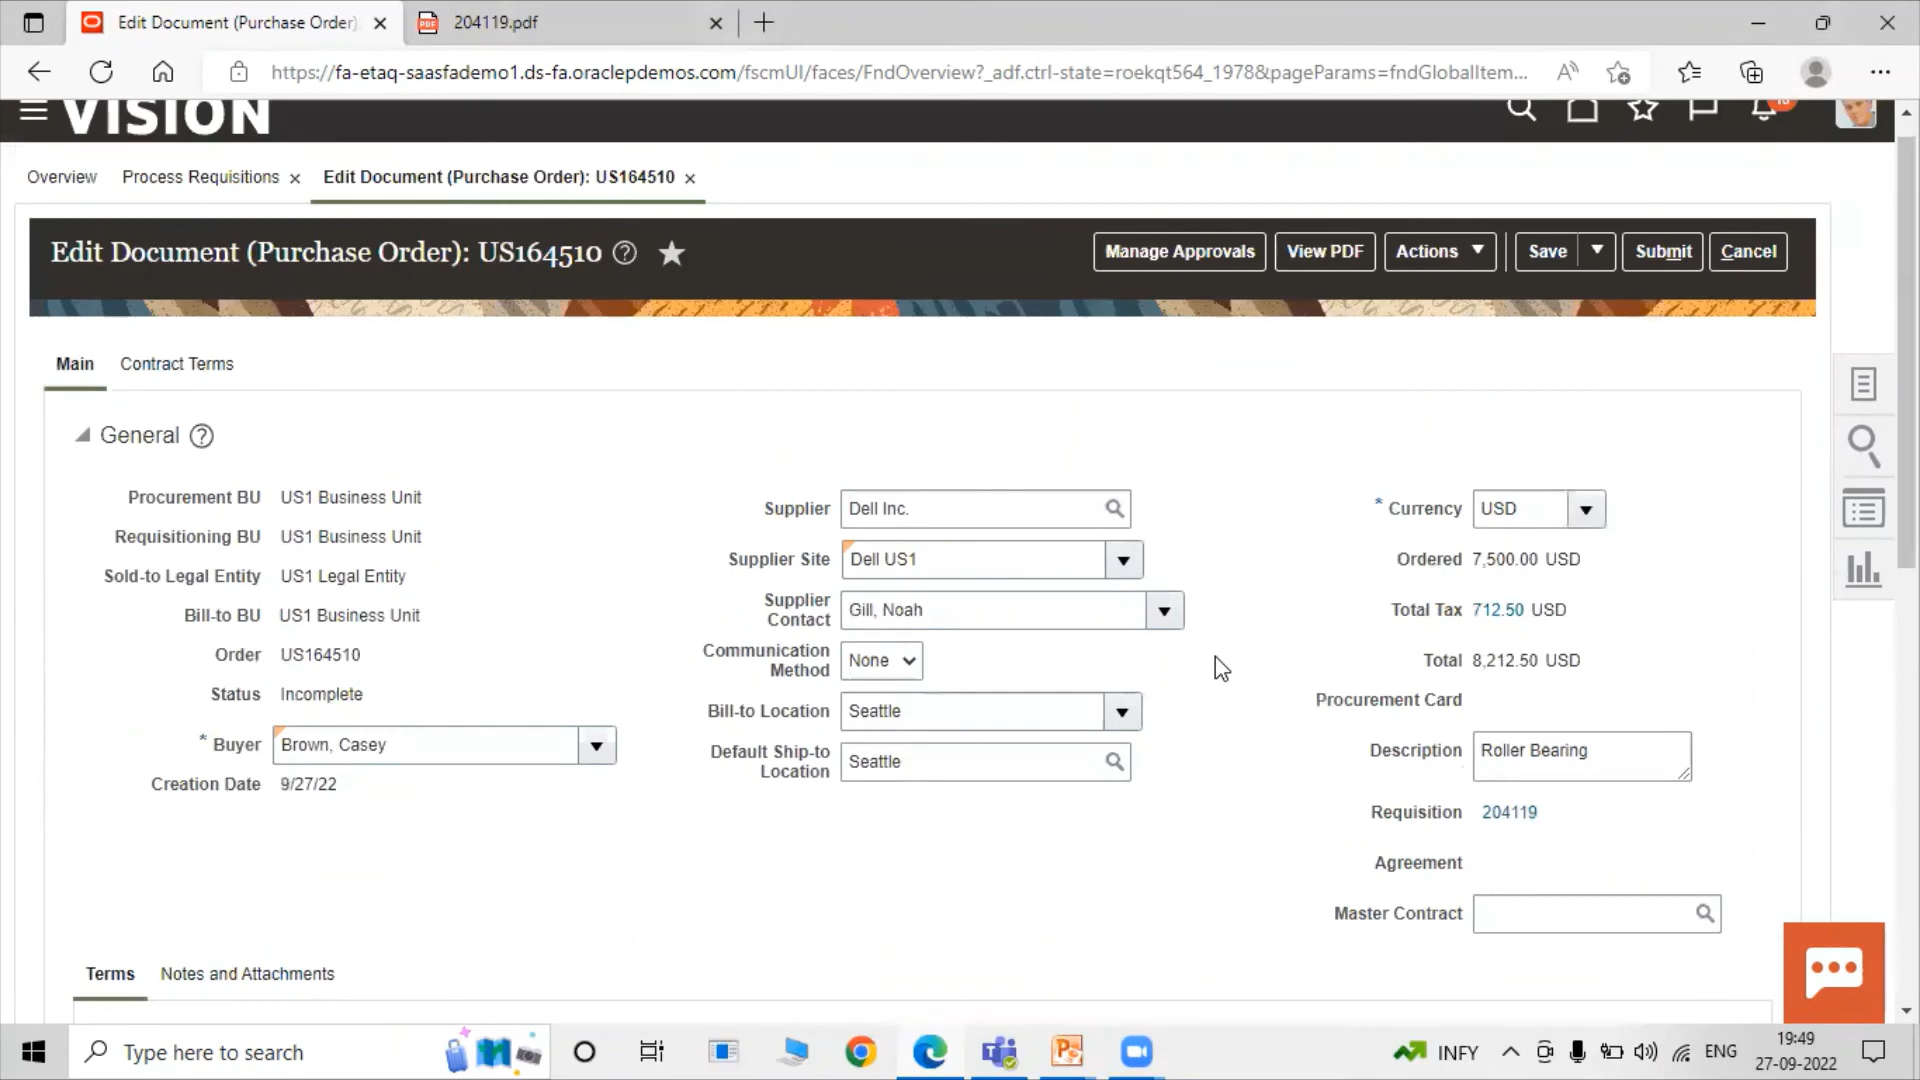 Edit Document (Purchase Order)
204119.pdf
https://fa-etaq-saasfademo1.ds-fa.oraclepdemos.com/fscmUI/faces/FndOverview?_adf.ctrl-state=roekqt564_1978&pageParams=fndGlobalItem...
VISION
Overview
Process Requisitions
Edit Document (Purchase Order): US164510
Edit Document (Purchase Order): US164510
Manage Approvals
View PDF
Actions
Save
Submit
Cancel
Main
Contract Terms
General
Procurement BU US1 Business Unit
Requisitioning BU US1 Business Unit
Sold-to Legal Entity US1 Legal Entity
Bill-to BU US1 Business Unit
Order US164510
Status Incomplete
* Buyer Brown, Casey
Creation Date 9/27/22
Supplier Dell Inc.
Supplier Site Dell US1
Supplier
Contact Gill, Noah
Communication
Method None
Bill-to Location Seattle
Default Ship-to
Location Seattle
* Currency USD
Ordered 7,500.00 USD
Total Tax 712.50 USD
Total 8,212.50 USD
Procurement Card
Description Roller Bearing
Requisition 204119
Agreement
Master Contract
Terms
Notes and Attachments
Type here to search
INFY
ENG
19:49
27-09-2022